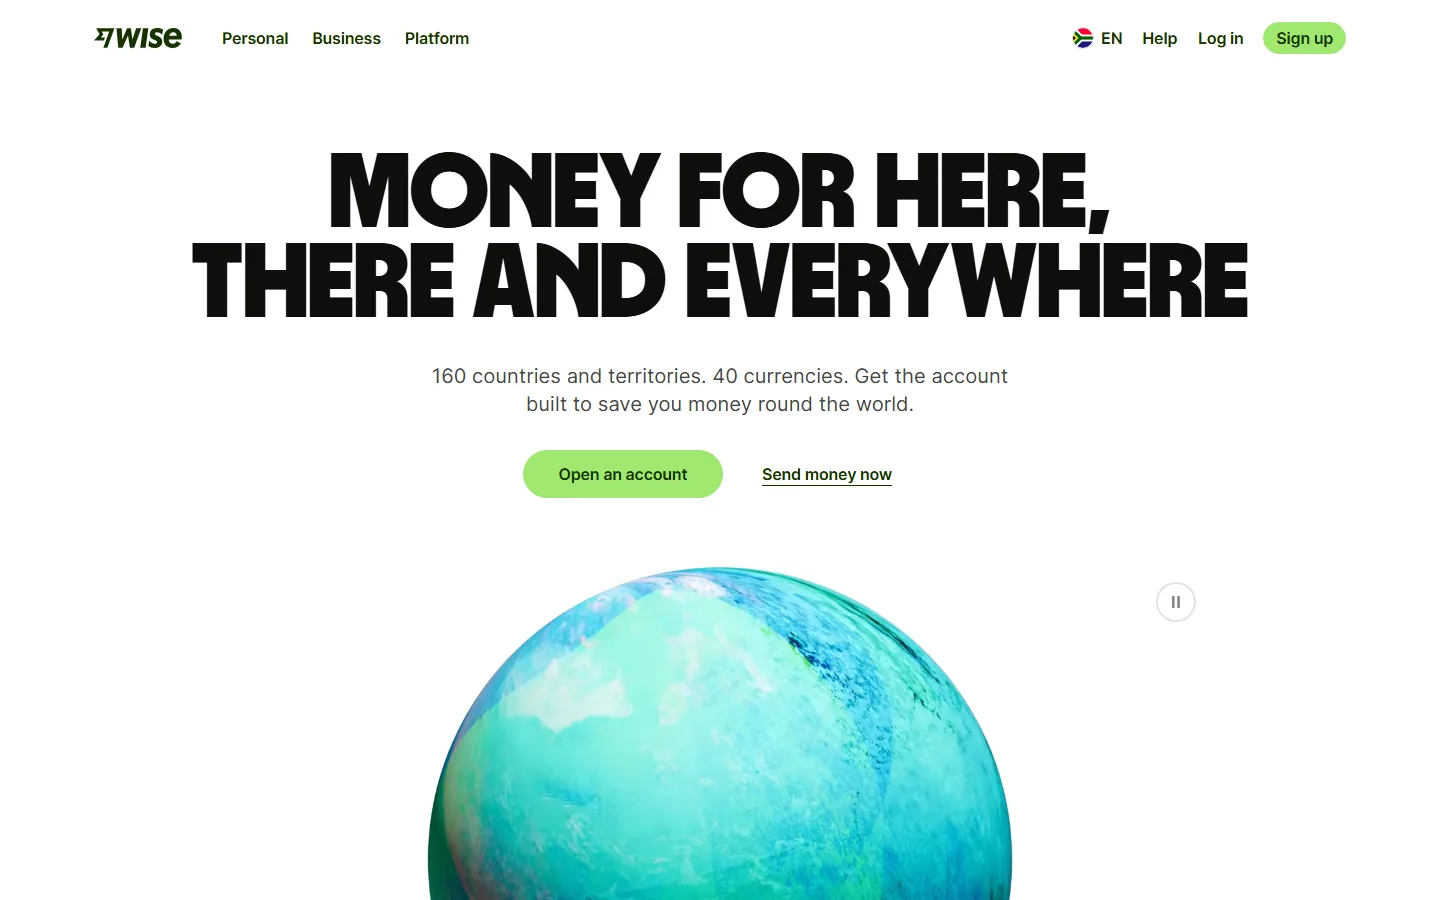 WISE
Personal
Business
Platform
EN
Help
Log in
Sign up
MONEY FOR HERE,
THERE AND EVERYWHERE
160 countries and territories. 40 currencies. Get the account
built to save you money round the world.
Open an account
Send money now